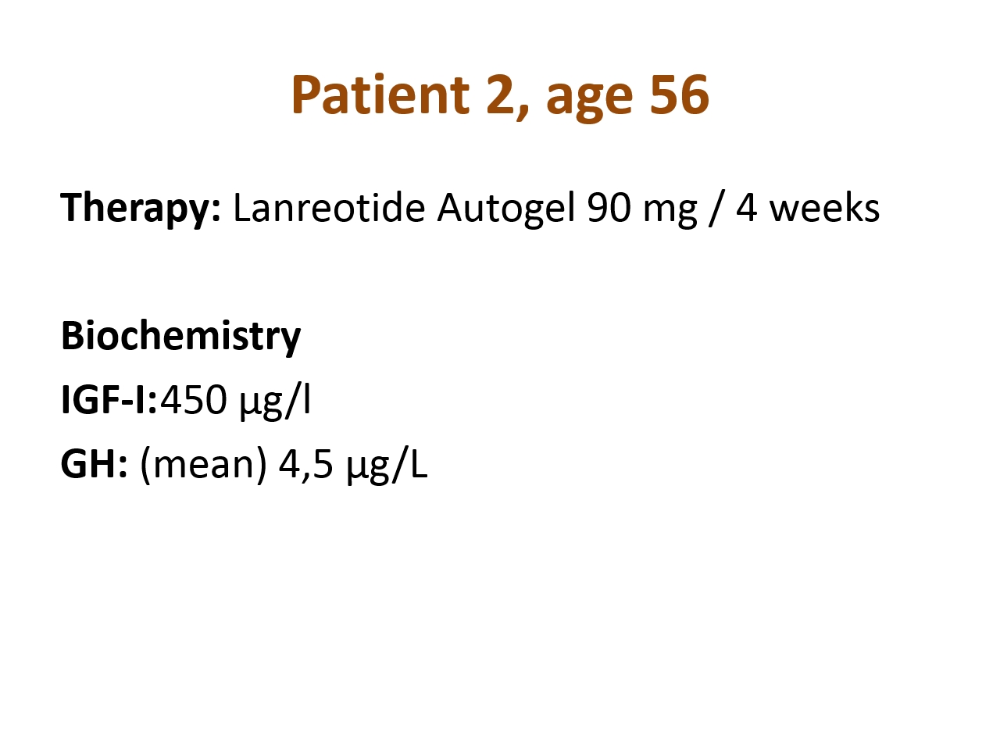 Patient 2, age 56
Therapy: Lanreotide Autogel 90 mg / 4 weeks
Biochemistry
IGF-I:450 µg/l
GH: (mean) 4,5 µg/L